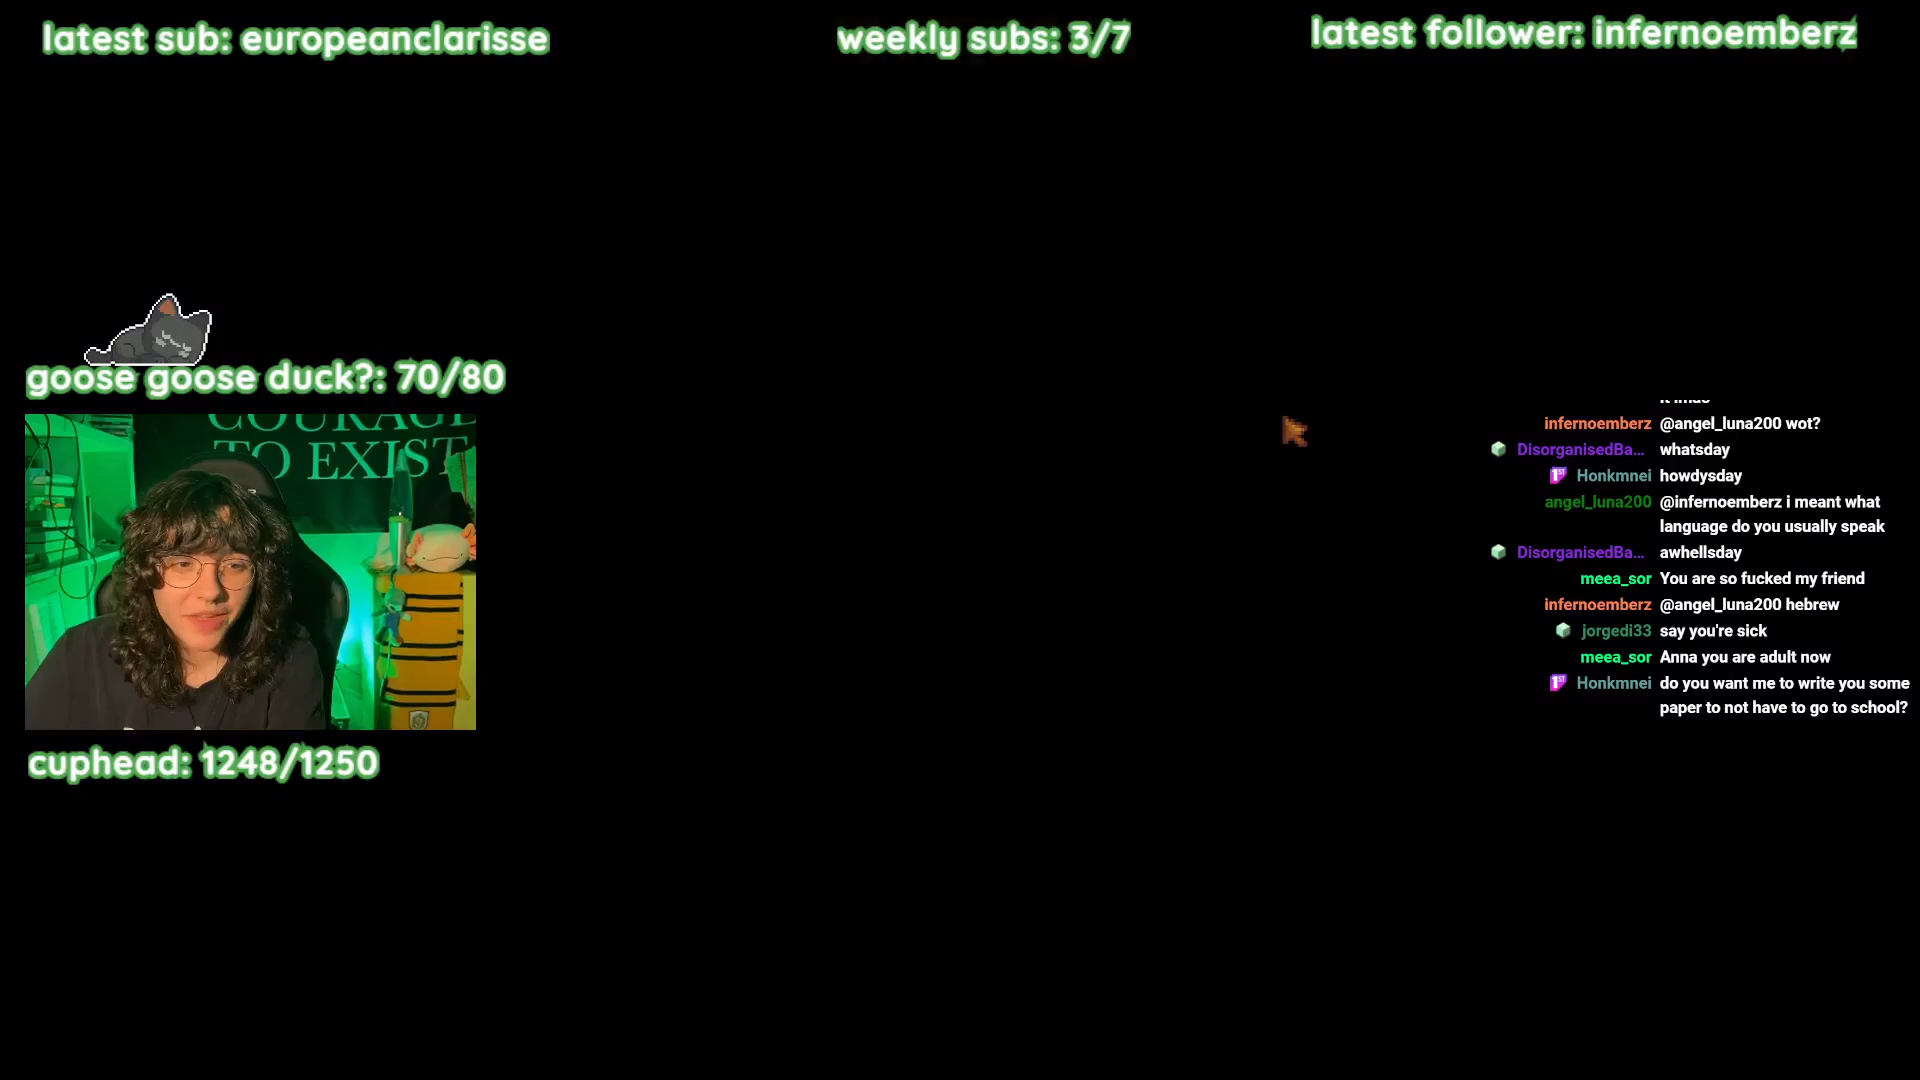 latest sub: europeanclarisse
weekly subs: 3/7
latest follower: infernoemberz
goose goose duck?: 70/80
COURAGE
TO EXIST
cuphead: 1248/1250
infernoemberz @angel_luna200 wot?
DisorganisedBa... whatsday
1ST Honkmnei howdysday
angel_luna200 @infernoemberz i meant what
language do you usually speak
DisorganisedBa... awhellsday
meea_sor You are so fucked my friend
infernoemberz @angel_luna200 hebrew
jorgedi33 say you're sick
meea_sor Anna you are adult now
1ST Honkmnei do you want me to write you some
paper to not have to go to school?